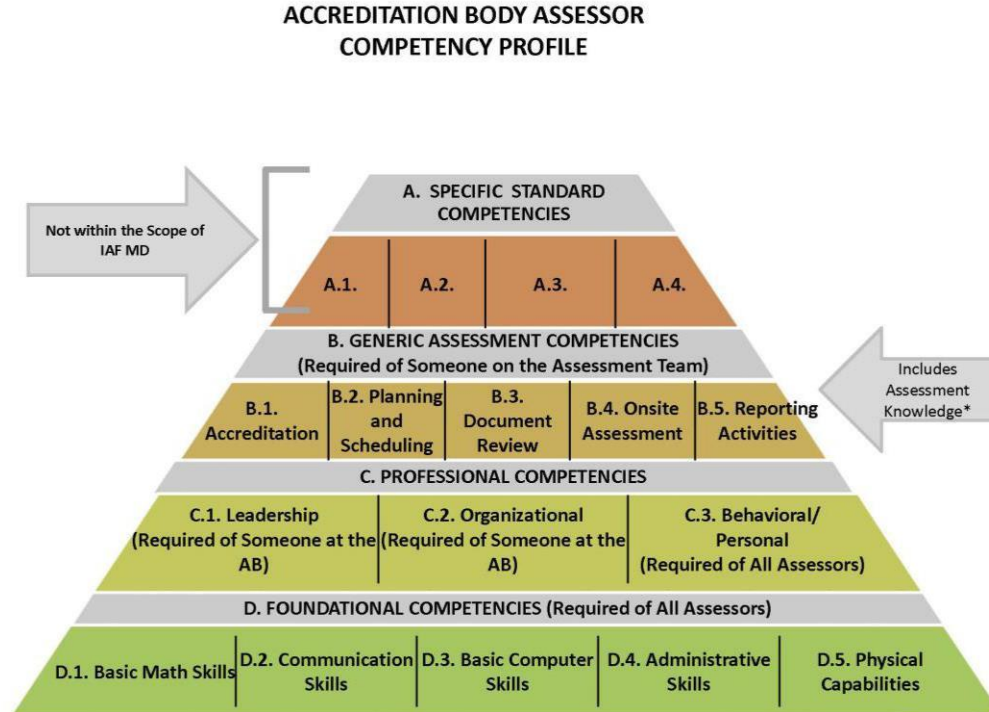 ACCREDITATION BODY ASSESSOR
COMPETENCY PROFILE
Not within the Scope of
IAF MD
A. SPECIFIC STANDARD
COMPETENCIES
A.1.
A.2.
A.3.
A.4.
B. GENERIC ASSESSMENT COMPETENCIES
(Required of Someone on the Assessment Team)
Includes
Assessment
Knowledge*
B.1.
Accreditation
B.2. Planning
and
Scheduling
B.3.
Document
Review
B.4. Onsite
Assessment
B.5. Reporting
Activities
C. PROFESSIONAL COMPETENCIES
C.1. Leadership
(Required of Someone at the
AB)
C.2. Organizational
(Required of Someone at the
AB)
C.3. Behavioral/
Personal
(Required of All Assessors)
D. FOUNDATIONAL COMPETENCIES (Required of All Assessors)
D.1. Basic Math Skills
D.2. Communication
Skills
D.3. Basic Computer
Skills
D.4. Administrative
Skills
D.5. Physical
Capabilities